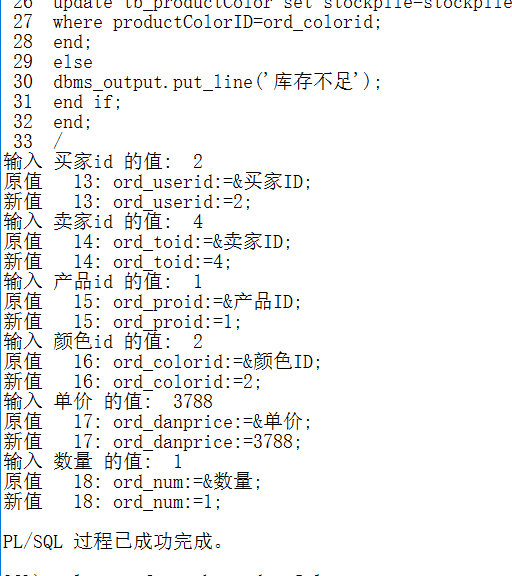 26  update tb_productColor set stockpile=stockpile
27  where productColorID=ord_colorid;
28  end;
29  else
30  dbms_output.put_line('库存不足');
31  end if;
32  end;
33  /
输入 买家id 的值:  2
原值   13: ord_userid:=&买家ID;
新值   13: ord_userid:=2;
输入 卖家id 的值:  4
原值   14: ord_toid:=&卖家ID;
新值   14: ord_toid:=4;
输入 产品id 的值:  1
原值   15: ord_proid:=&产品ID;
新值   15: ord_proid:=1;
输入 颜色id 的值:  2
原值   16: ord_colorid:=&颜色ID;
新值   16: ord_colorid:=2;
输入 单价 的值:  3788
原值   17: ord_danprice:=&单价;
新值   17: ord_danprice:=3788;
输入 数量 的值:  1
原值   18: ord_num:=&数量;
新值   18: ord_num:=1;
PL/SQL 过程已成功完成。